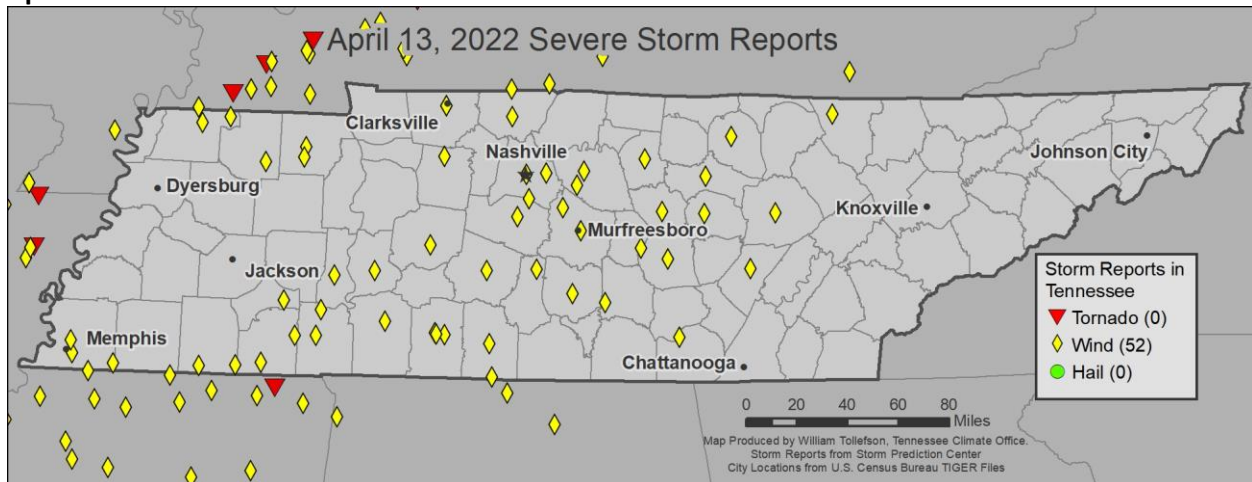 April 13, 2022 Severe Storm Reports
Clarksville
Nashville
Johnson City
Dyersburg
Knoxville
Murfreesboro
Jackson
Storm Reports in
Tennessee
Tornado (0)
Wind (52)
Hail (0)
Memphis
Chattanooga
0 10 20 40 60 80
Miles
Map Produced by William Tollefson, Tennessee Climate Office.
Storm Reports from Storm Prediction Center
City Locations from U.S. Census Bureau TIGER Files